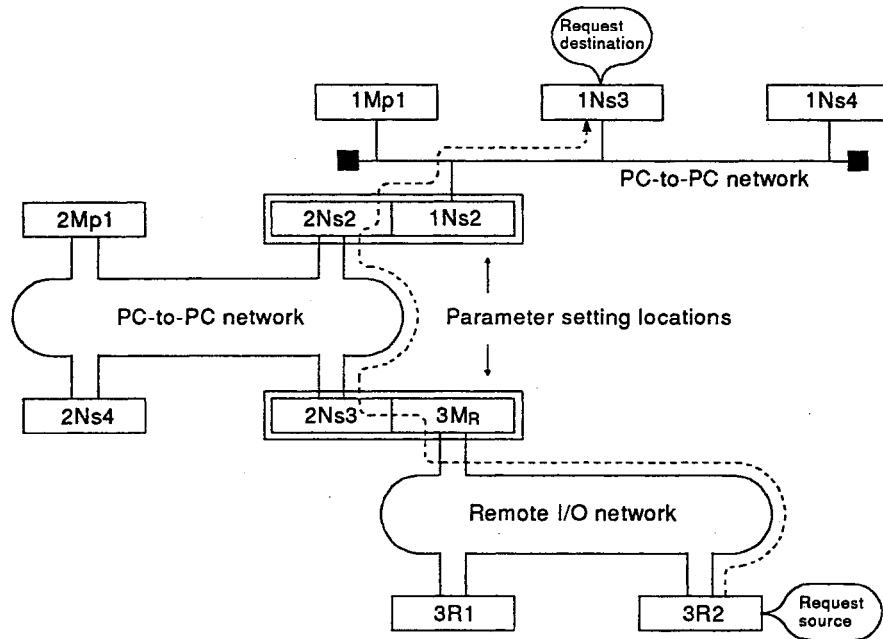 Request
destination
1Mp1
1Ns3
1Ns4
PC-to-PC network
2Mp1
2Ns2
1Ns2
PC-to-PC network
Parameter setting locations
2Ns4
2Ns3
3MR
Remote I/O network
3R1
3R2
Request
source